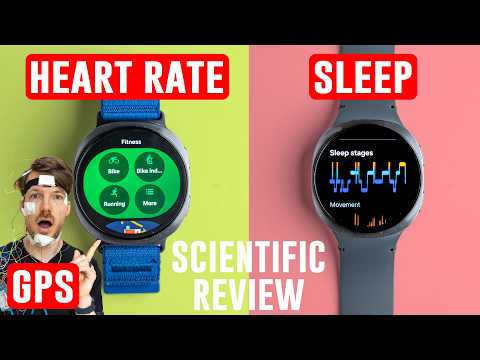 HEART RATE
SLEEP
Fitness
Bike
Bike ind...
Running
More
Sleep stages
Movement
GPS
SCIENTIFIC
REVIEW